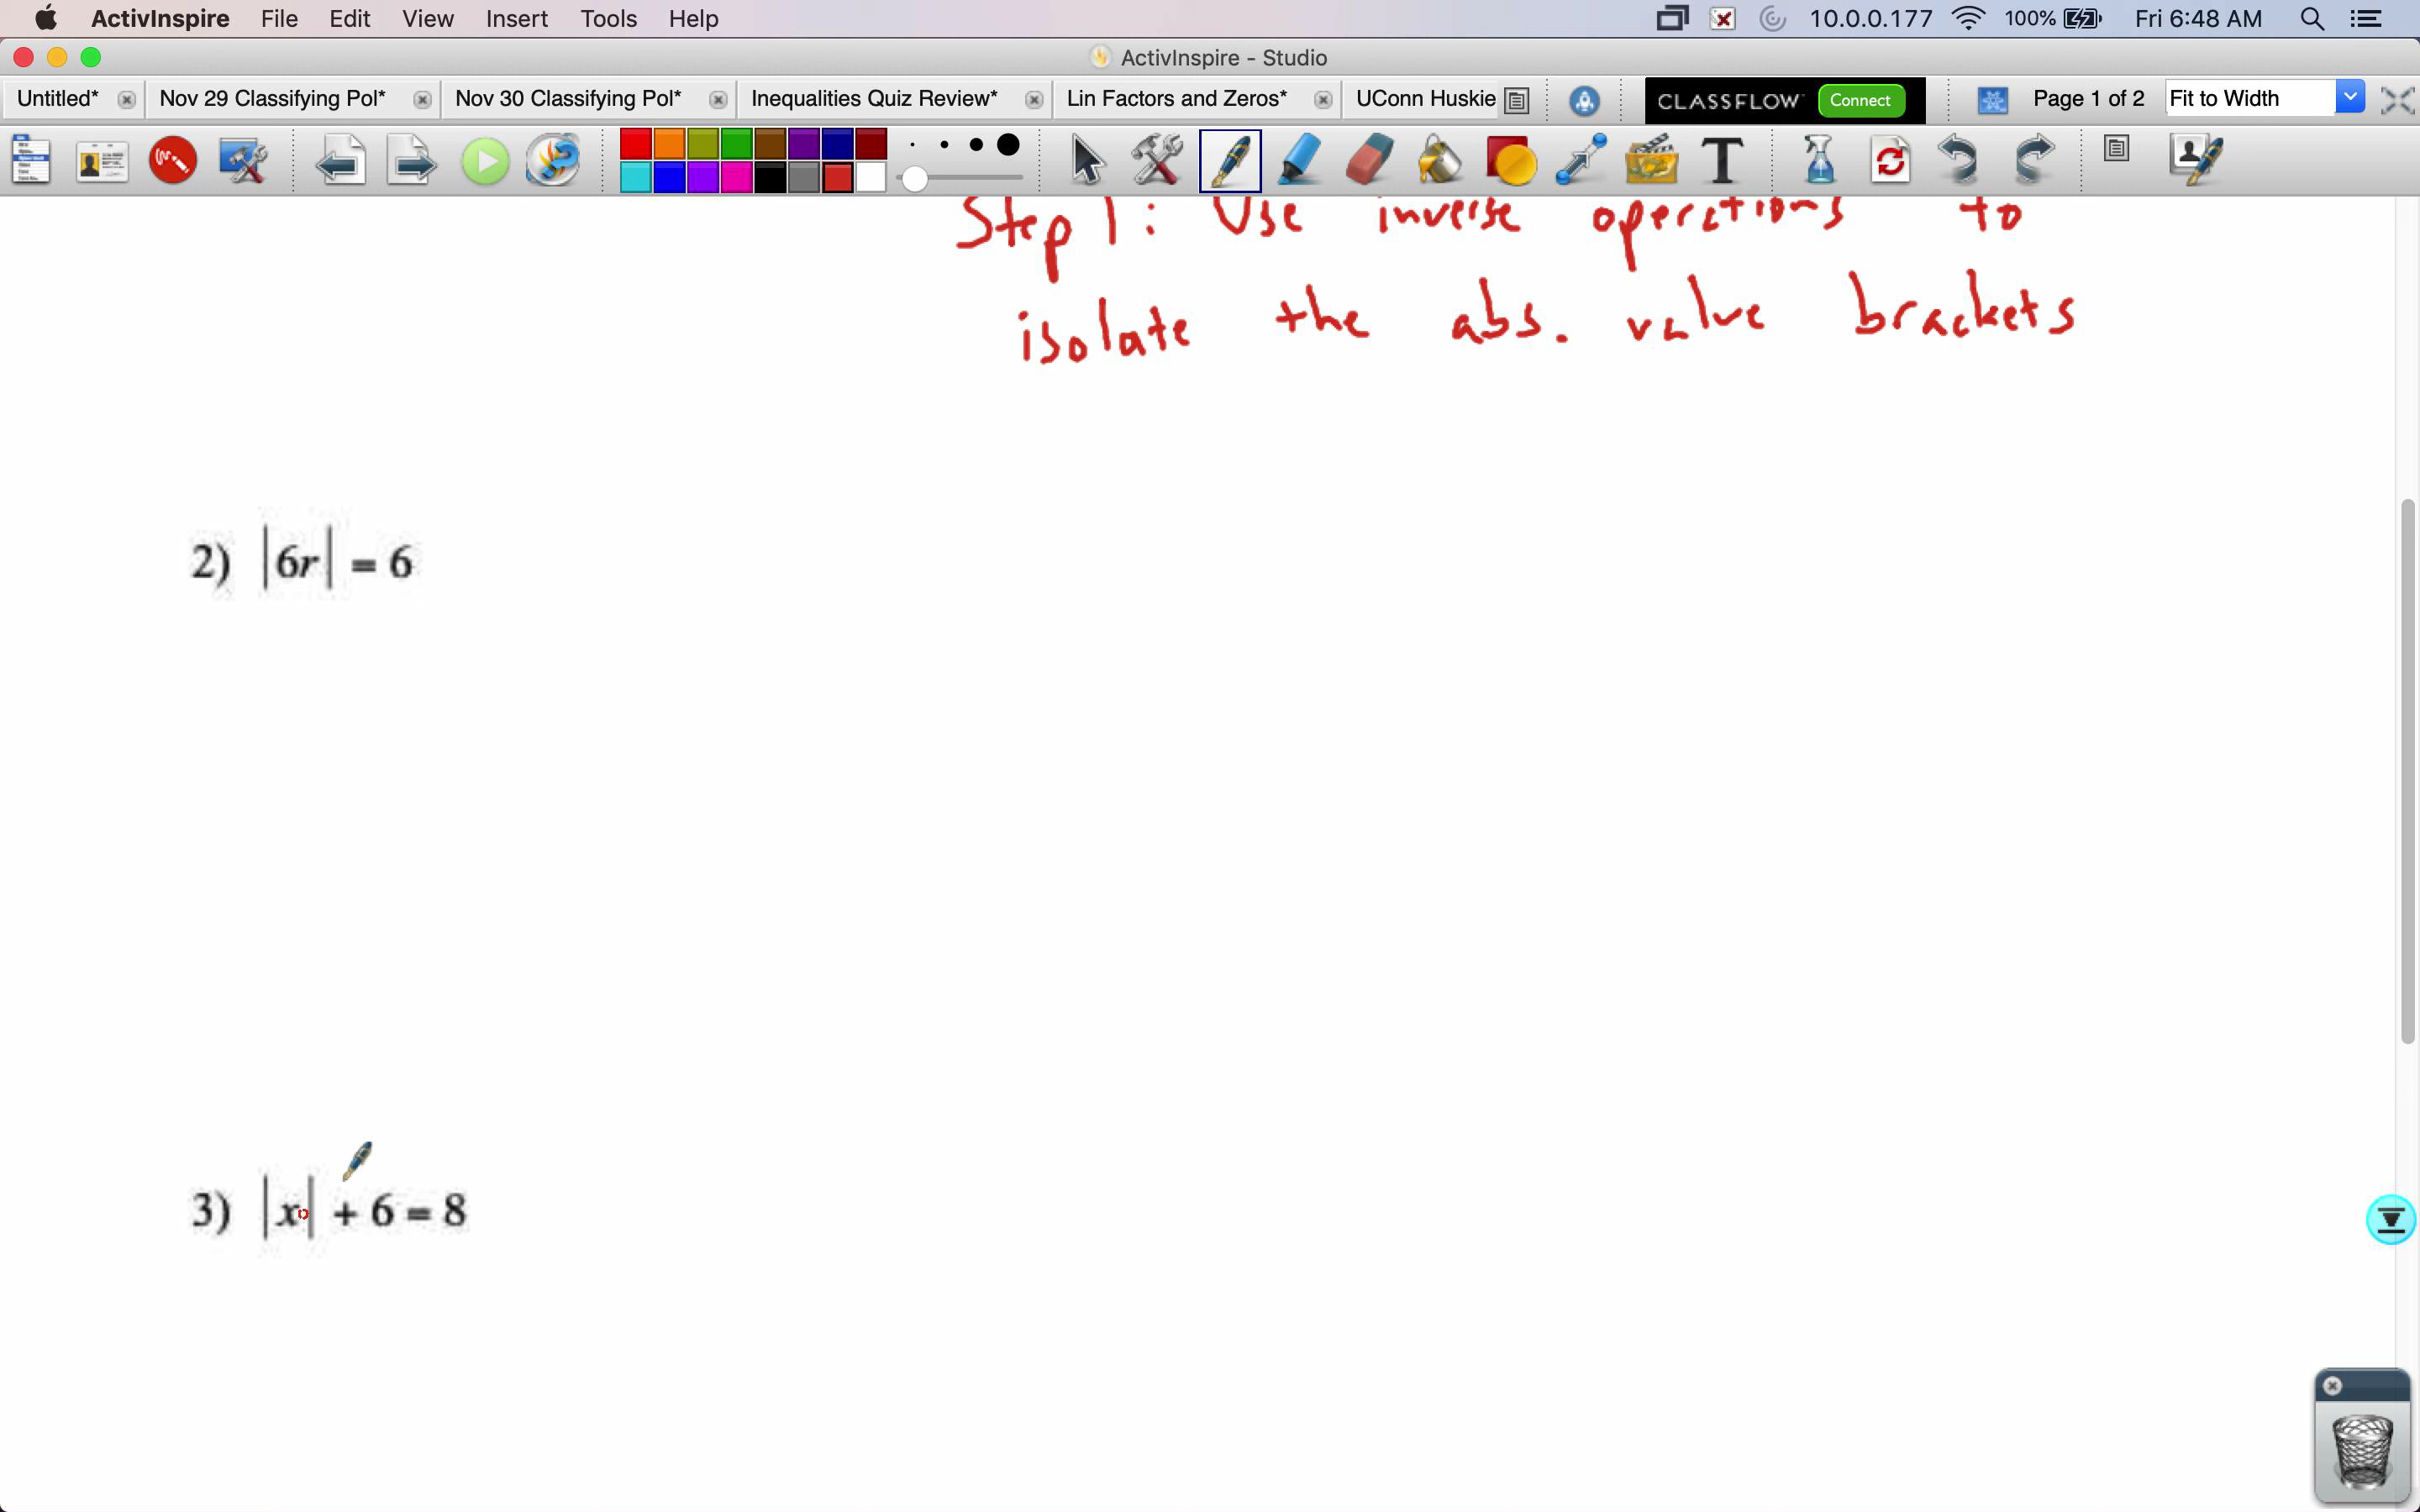 ActivInspire File Edit View Insert Tools Help 10.0.0.177 100% Fri 6:48 AM
ActivInspire - Studio
Untitled* Nov 29 Classifying Pol* Nov 30 Classifying Pol* Inequalities Quiz Review* Lin Factors and Zeros* UConn Huskie CLASSFLOW Connect Page 1 of 2 Fit to Width
T
Step 1: Use inverse operations to
isolate the abs. value brackets
2) |6r| = 6
3) |x| + 6 = 8